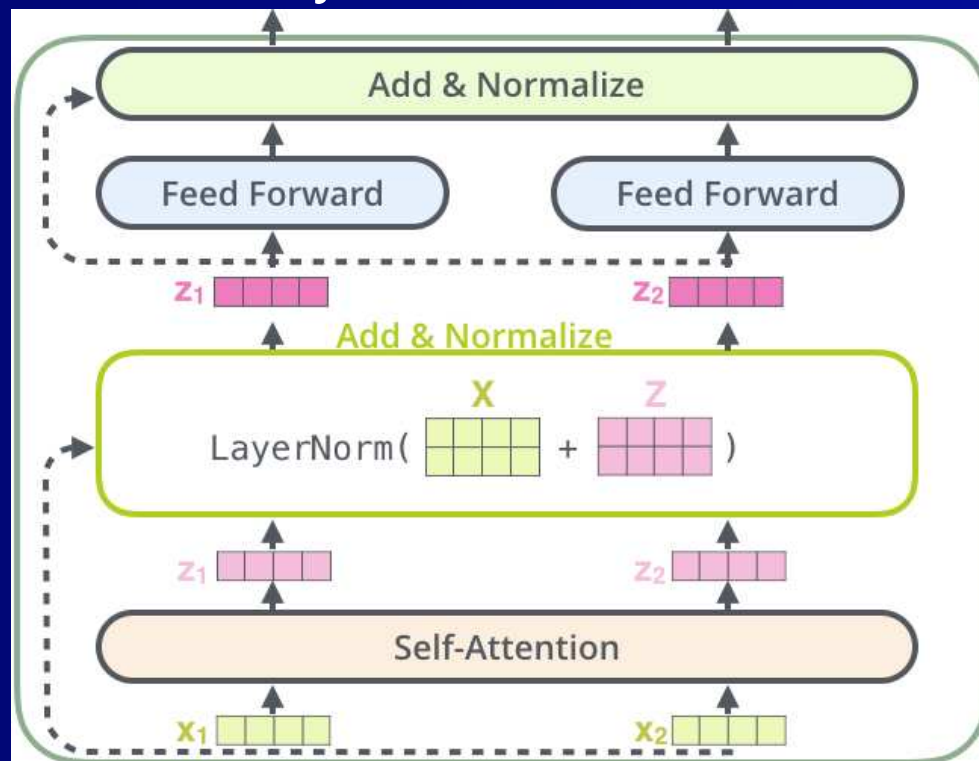 Add & Normalize
Feed Forward Feed Forward
z1 z2
Add & Normalize
X Z
LayerNorm( + )
z1 z2
Self-Attention
x1 x2